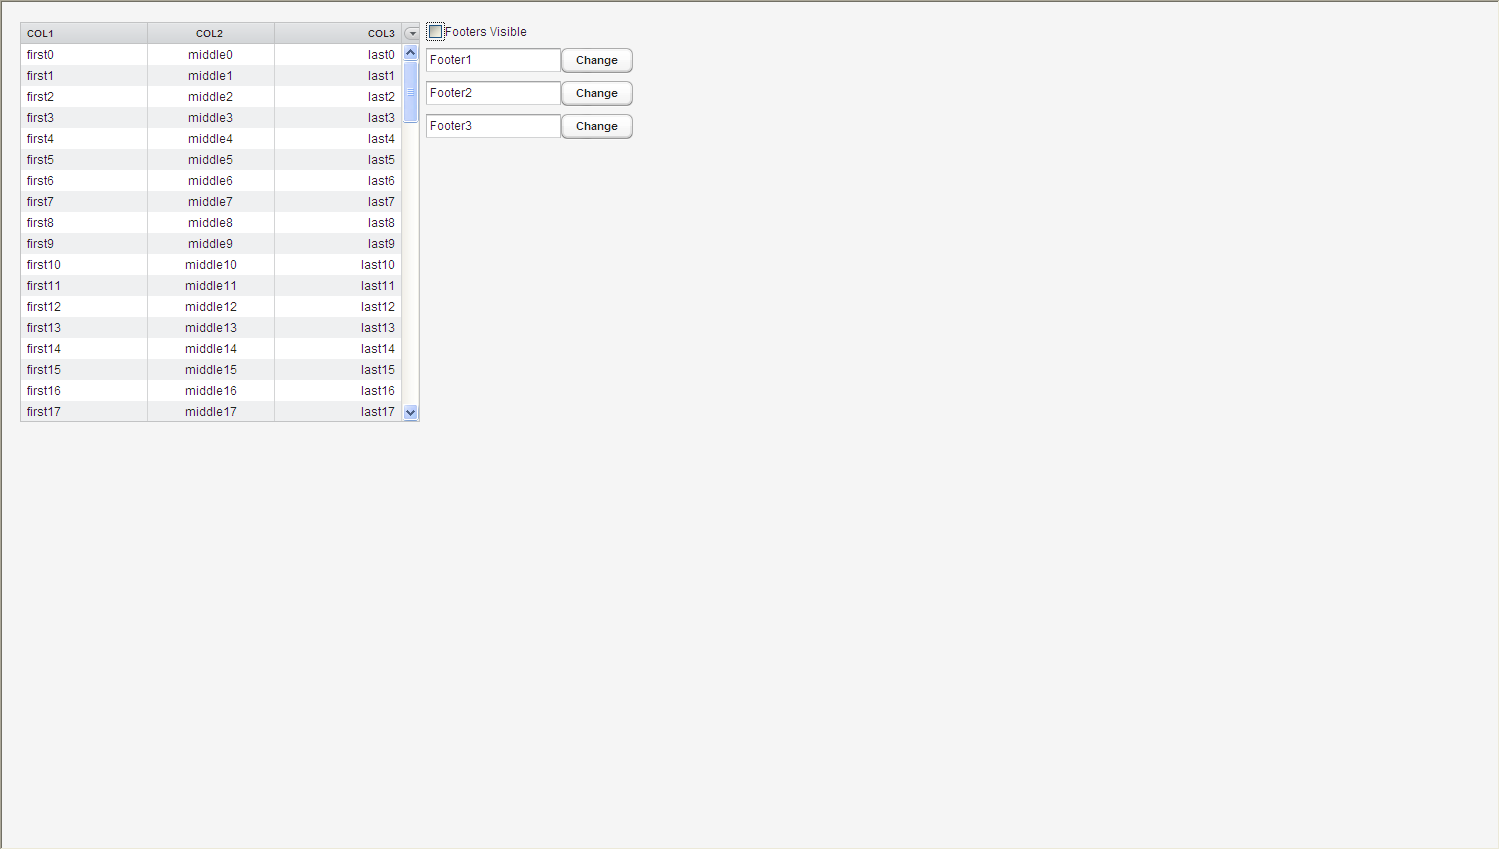 COL1 COL2 COL3 Footers Visible
first0 middle0 last0 Footer1 Change
first1 middle1 last1
first2 middle2 last2 Footer2 Change
first3 middle3 last3 Footer3 Change
first4 middle4 last4
first5 middle5 last5
first6 middle6 last6
first7 middle7 last7
first8 middle8 last8
first9 middle9 last9
first10 middle10 last10
first11 middle11 last11
first12 middle12 last12
first13 middle13 last13
first14 middle14 last14
first15 middle15 last15
first16 middle16 last16
first17 middle17 last17